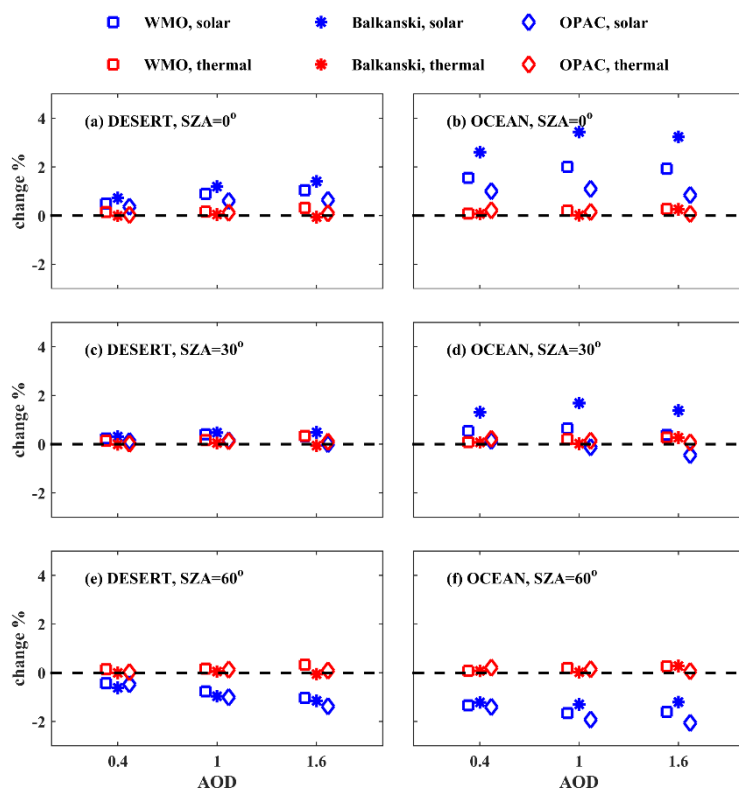 WMO, solar Balkanski, solar OPAC, solar
WMO, thermal Balkanski, thermal OPAC, thermal
(a) DESERT, SZA=0° (b) OCEAN, SZA=0°
4
2
0
-2
change %
(c) DESERT, SZA=30° (d) OCEAN, SZA=30°
4
2
0
-2
change %
(e) DESERT, SZA=60° (f) OCEAN, SZA=60°
4
2
0
-2
change %
0.4 1 1.6 0.4 1 1.6
AOD AOD